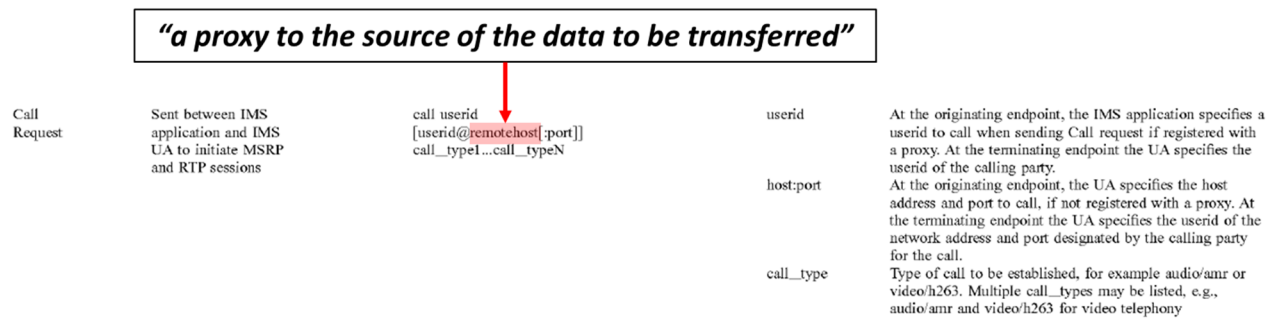 “a proxy to the source of the data to be transferred”
Call
Request
Sent between IMS
application and IMS
UA to initiate MSRP
and RTP sessions
call userid
[userid@remotehost[:port]]
call_type1...call_typeN
userid
At the originating endpoint, the IMS application specifies a
userid to call when sending Call request if registered with
a proxy. At the terminating endpoint the UA specifies the
userid of the calling party.
host:port
At the originating endpoint, the UA specifies the host
address and port to call, if not registered with a proxy. At
the terminating endpoint the UA specifies the userid of the
network address and port designated by the calling party
for the call.
call_type
Type of call to be established, for example audio/amr or
video/h263. Multiple call_types may be listed, e.g.,
audio/amr and video/h263 for video telephony